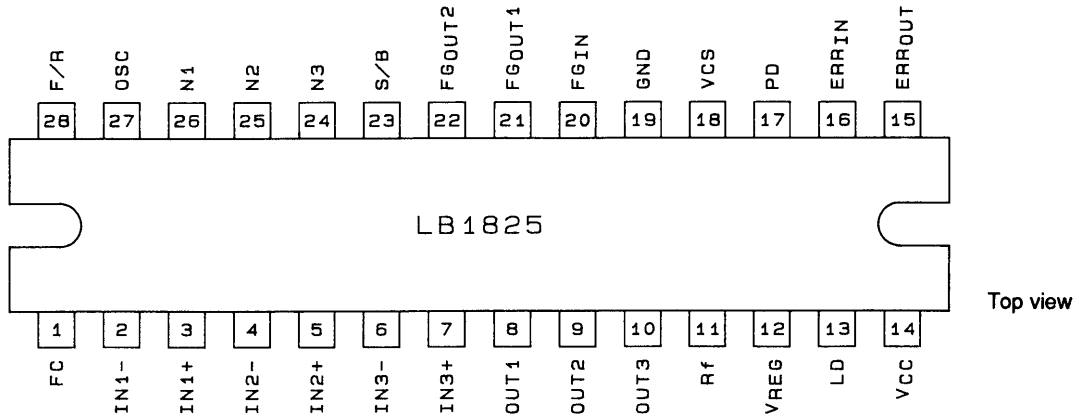 F/R OSC N1 N2 N3 S/B FGOUT2 FGOUT1 FGIN GND VCS PD ERRIN ERROUT
28 27 26 25 24 23 22 21 20 19 18 17 16 15
LB1825
Top view
1 2 3 4 5 6 7 8 9 10 11 12 13 14
FC IN1- IN1+ IN2- IN2+ IN3- IN3+ OUT1 OUT2 OUT3 Rf VREG LD VCC